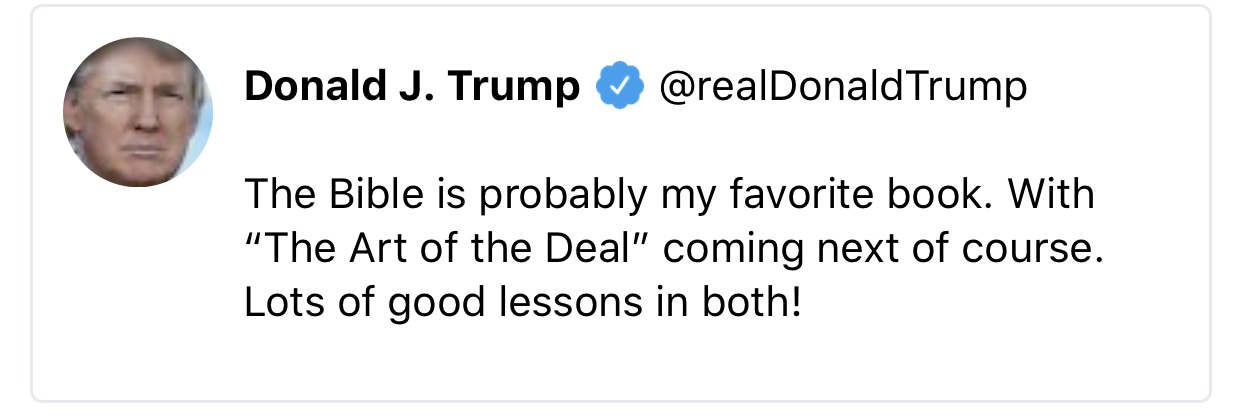 Donald J. Trump @realDonaldTrump
The Bible is probably my favorite book. With
“The Art of the Deal” coming next of course.
Lots of good lessons in both!